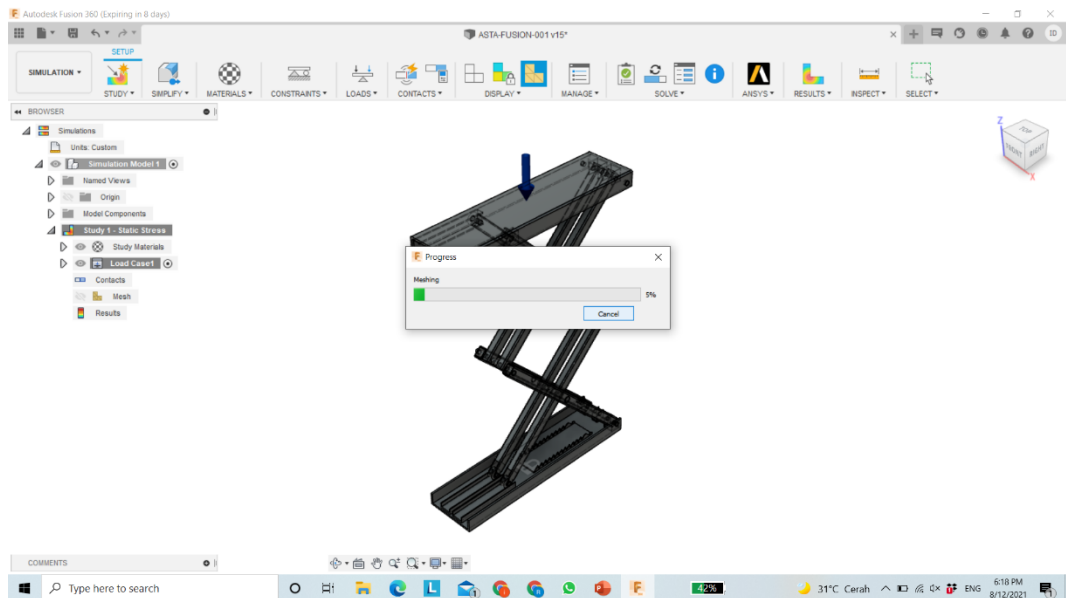 Autodesk Fusion 360 (Expiring in 8 days)
ASTA-FUSION-001 v15*
SETUP
SIMULATION
STUDY
SIMPLIFY
MATERIALS
CONSTRAINTS
LOADS
CONTACTS
DISPLAY
MANAGE
SOLVE
ANSYS
RESULTS
INSPECT
SELECT
BROWSER
Simulations
Units: Custom
Simulation Model 1
Named Views
Origin
Model Components
Study 1 - Static Stress
Study Materials
Load Case1
Contacts
Mesh
Results
Z
TOP
FRONT
RIGHT
X
Progress
Meshing
5%
Cancel
COMMENTS
Type here to search
42%
31°C Cerah
ENG
6:18 PM
8/12/2021